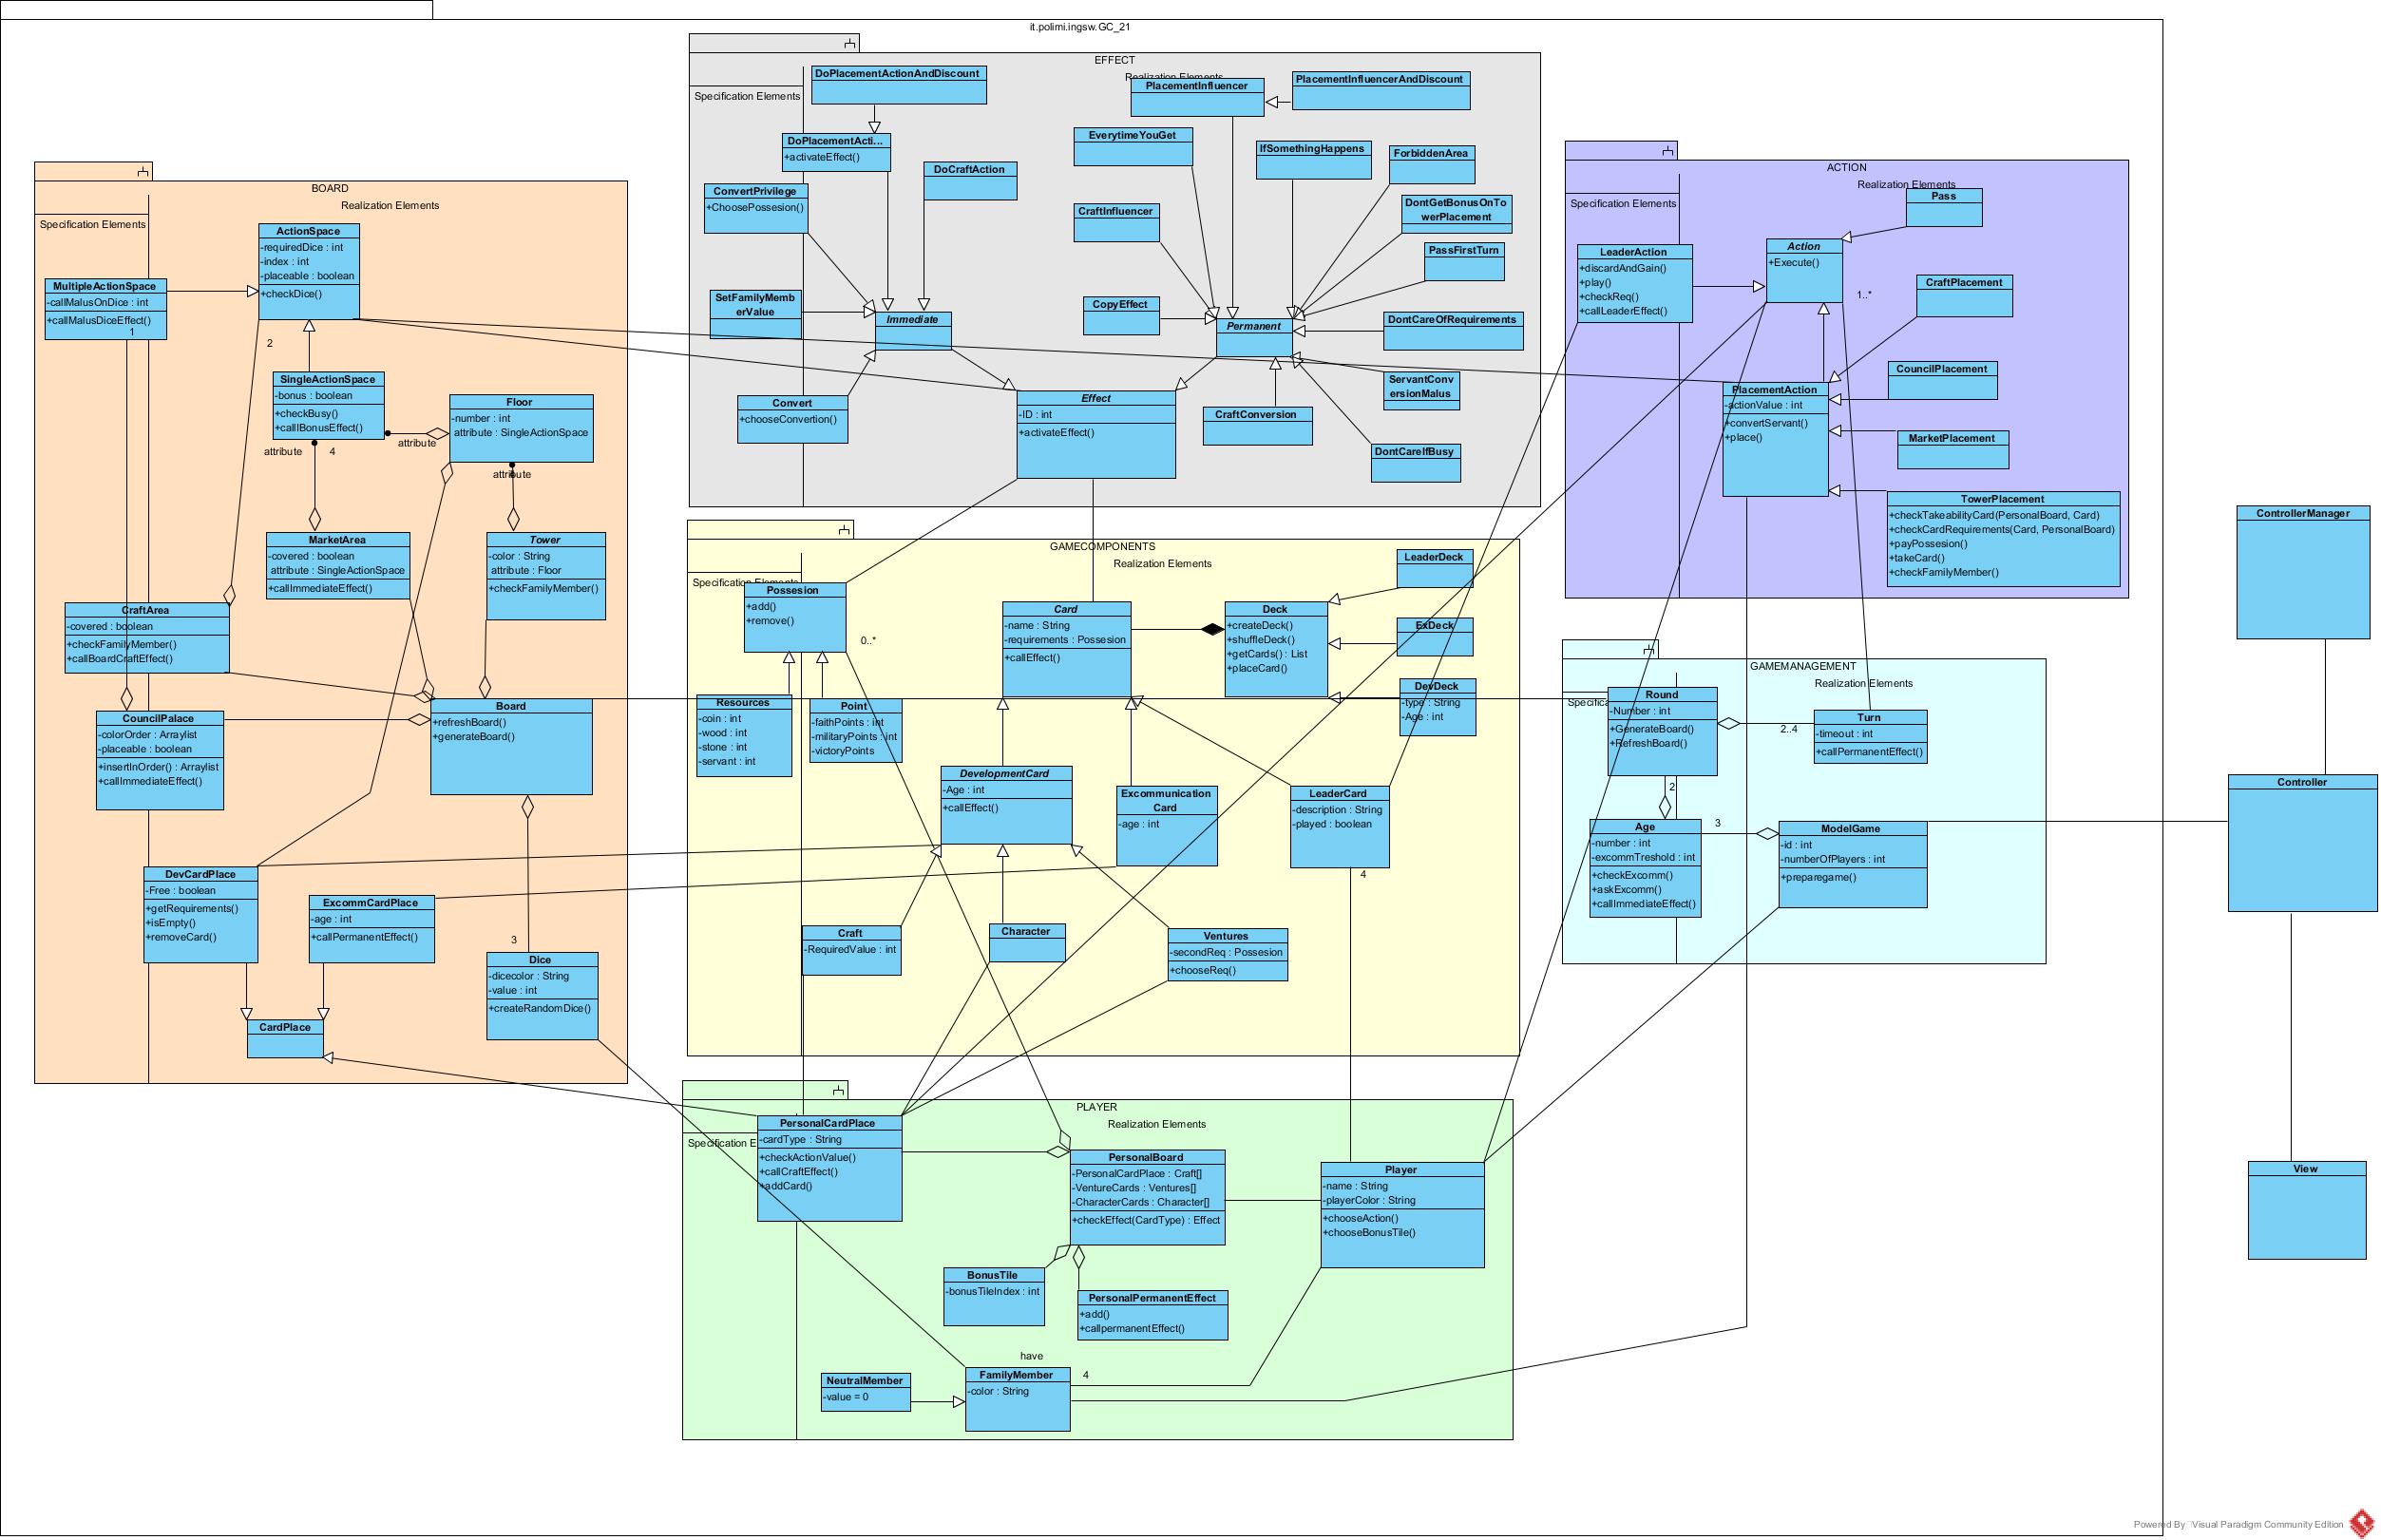 it.polimi.ingsw.GC_21
EFFECT
Realization Elements
Specification Elements
DoPlacementActionAndDiscount
PlacementInfluencer
PlacementInfluencerAndDiscount
DoPlacementActi...
+activateEffect()
EverytimeYouGet
IfSomethingHappens
ForbiddenArea
DoCraftAction
ConvertPrivilege
+ChoosePossesion()
CraftInfluencer
DontGetBonusOnTo
werPlacement
PassFirstTurn
SetFamilyMemb
erValue
Immediate
CopyEffect
Permanent
DontCareOfRequirements
Convert
+chooseConvertion()
Effect
-ID : int
+activateEffect()
CraftConversion
ServantConv
ersionMalus
DontCareIfBusy
BOARD
Realization Elements
Specification Elements
ActionSpace
-requiredDice : int
-index : int
-placeable : boolean
+checkDice()
MultipleActionSpace
-callMalusOnDice : int
+callMalusDiceEffect()
1
2
SingleActionSpace
-bonus : boolean
+checkBusy()
+callBonusEffect()
attribute
4
attribute
Floor
-number : int
attribute : SingleActionSpace
attribute
MarketArea
-covered : boolean
attribute : SingleActionSpace
+callImmediateEffect()
Tower
-color : String
attribute : Floor
+checkFamilyMember()
CraftArea
-covered : boolean
+checkFamilyMember()
+callBoardCraftEffect()
CouncilPalace
-colorOrder : Arraylist
-placeable : boolean
+insertInOrder() : Arraylist
+callImmediateEffect()
Board
+refreshBoard()
+generateBoard()
DevCardPlace
-Free : boolean
+getRequirements()
+isEmpty()
+removeCard()
ExcommCardPlace
-age : int
+callPermanentEffect()
3
Dice
-dicecolor : String
-value : int
+createRandomDice()
CardPlace
GAMECOMPONENTS
Realization Elements
Specification Elements
Possesion
+add()
+remove()
0..*
Card
-name : String
-requirements : Possesion
+callEffect()
Deck
+createDeck()
+shuffleDeck()
+getCards() : List
+placeCard()
LeaderDeck
ExDeck
DevDeck
-type : String
-Age : int
Resources
-coin : int
-wood : int
-stone : int
-servant : int
Point
-faithPoints : int
-militaryPoints : int
-victoryPoints
DevelopmentCard
-Age : int
+callEffect()
Excommunication
Card
-age : int
LeaderCard
-description : String
-played : boolean
4
Craft
-RequiredValue : int
Character
Ventures
-secondReq : Possesion
+chooseReq()
PLAYER
Realization Elements
Specification E
PersonalCardPlace
-cardType : String
+checkActionValue()
+callCraftEffect()
+addCard()
PersonalBoard
-PersonalCardPlace : Craft[]
-VentureCards : Ventures[]
-CharacterCards : Character[]
+checkEffect(CardType) : Effect
Player
-name : String
-playerColor : String
+chooseAction()
+chooseBonusTile()
BonusTile
-bonusTileIndex : int
PersonalPermanentEffect
+add()
+callpermanentEffect()
have
4
NeutralMember
-value = 0
FamilyMember
-color : String
ACTION
Realization Elements
Specification Elements
Pass
LeaderAction
+discardAndGain()
+play()
+checkReq()
+callLeaderEffect()
Action
+Execute()
1..*
CraftPlacement
CouncilPlacement
PlacementAction
-actionValue : int
+convertServant()
+place()
MarketPlacement
TowerPlacement
+checkTakeabilityCard(PersonalBoard, Card)
+checkCardRequirements(Card, PersonalBoard)
+payPossesion()
+takeCard()
+checkFamilyMember()
GAMEMANAGEMENT
Realization Elements
Specifica
Round
-Number : int
+GenerateBoard()
+RefreshBoard()
2..4
Turn
-timeout : int
+callPermanentEffect()
2
Age
-number : int
-excommTreshold : int
+checkExcomm()
+askExcomm()
+callImmediateEffect()
3
ModelGame
-id : int
-numberOfPlayers : int
+preparegame()
ControllerManager
Controller
View
Powered By Visual Paradigm Community Edition